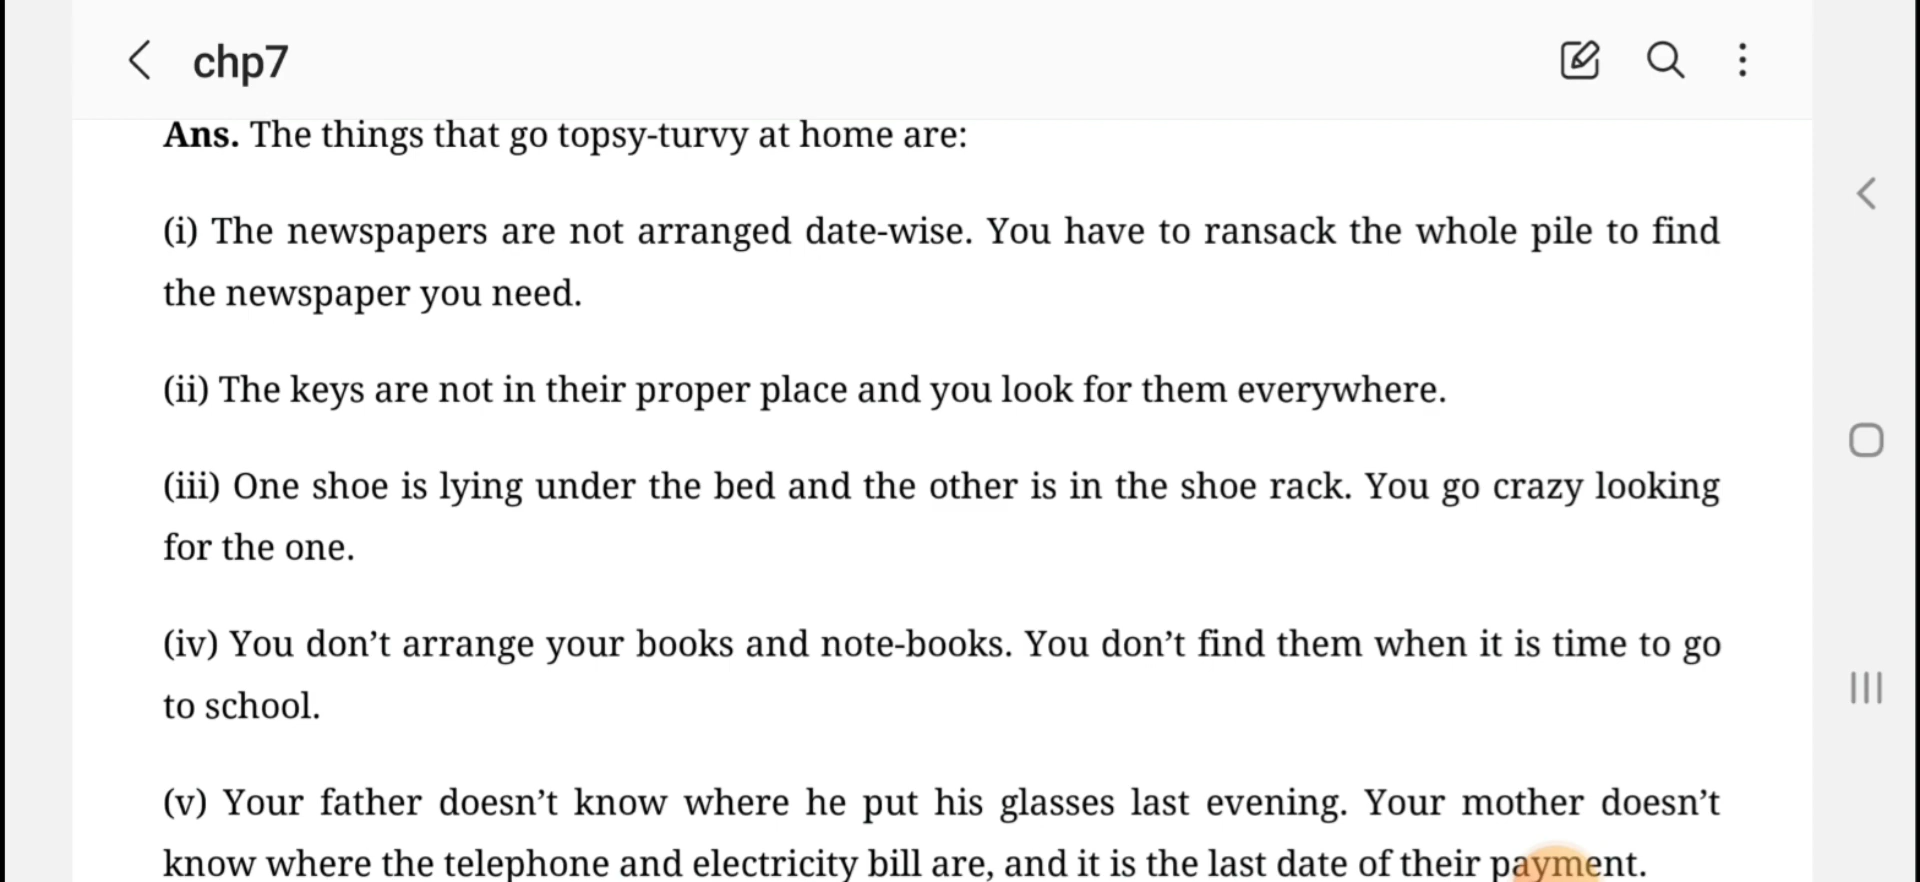 chp7
Ans. The things that go topsy-turvy at home are:
(i) The newspapers are not arranged date-wise. You have to ransack the whole pile to find
the newspaper you need.
(ii) The keys are not in their proper place and you look for them everywhere.
(iii) One shoe is lying under the bed and the other is in the shoe rack. You go crazy looking
for the one.
(iv) You don’t arrange your books and note-books. You don’t find them when it is time to go
to school.
(v) Your father doesn’t know where he put his glasses last evening. Your mother doesn’t
know where the telephone and electricity bill are, and it is the last date of their payment.